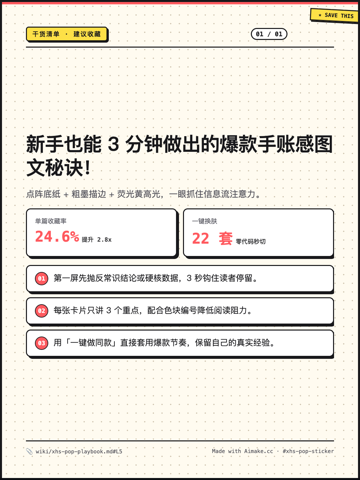 ★ SAVE THIS
干货清单 · 建议收藏
01 / 01
新手也能 3 分钟做出的爆款手账感图
文秘诀！
点阵底纸 + 粗墨描边 + 荧光黄高光，一眼抓住信息流注意力。
单篇收藏率
24.6% 提升 2.8x
一键换肤
22 套 零代码秒切
01 第一屏先抛反常识结论或硬核数据，3 秒钩住读者停留。
02 每张卡片只讲 3 个重点，配合色块编号降低阅读阻力。
03 用「一键做同款」直接套用爆款节奏，保留自己的真实经验。
📎 wiki/xhs-pop-playbook.md#L5
Made with Aimake.cc · #xhs-pop-sticker